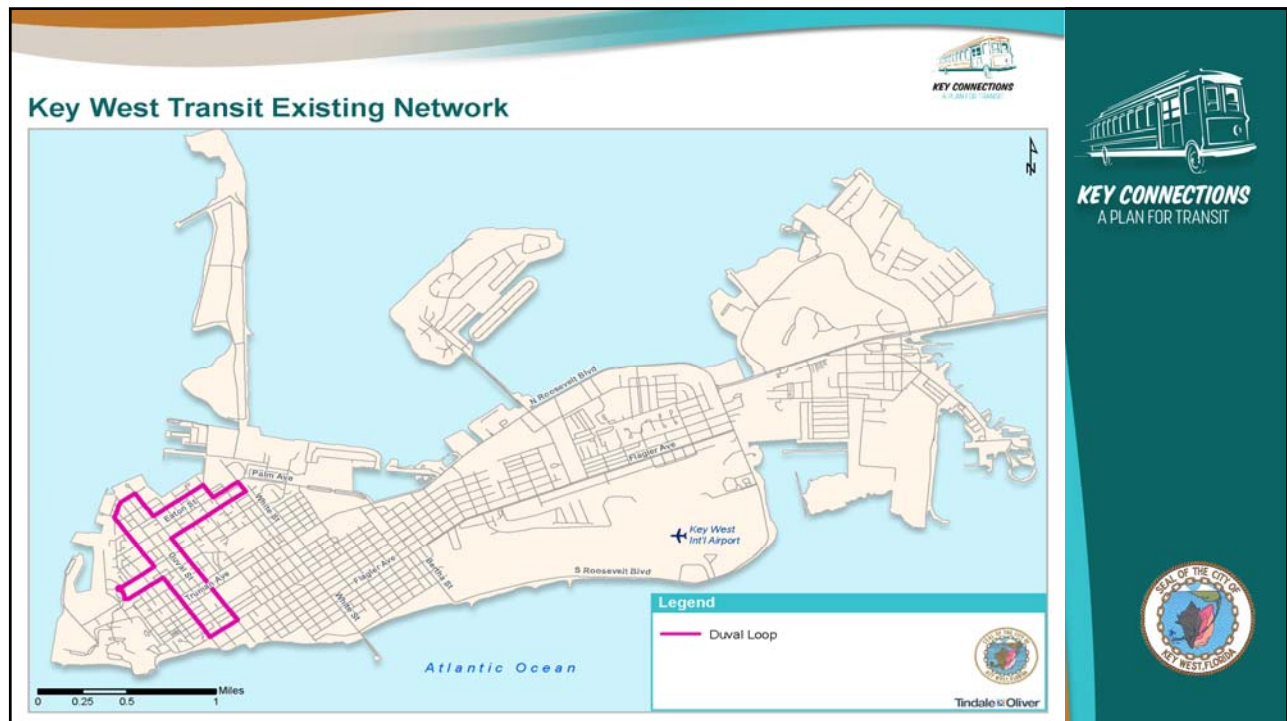 KEY CONNECTIONS
A PLAN FOR TRANSIT
Key West Transit Existing Network
N
KEY CONNECTIONS
A PLAN FOR TRANSIT
N Roosevelt Blvd
Flagler Ave
Palm Ave
White St
Eaton St
Duval St
Truman Ave
Key West
Int'l Airport
S Roosevelt Blvd
Flagler Ave
Bertha St
White St
Atlantic Ocean
Legend
Duval Loop
Miles
0 0.25 0.5 1
Tindale Oliver
SEAL OF THE CITY OF
KEY WEST, FLORIDA